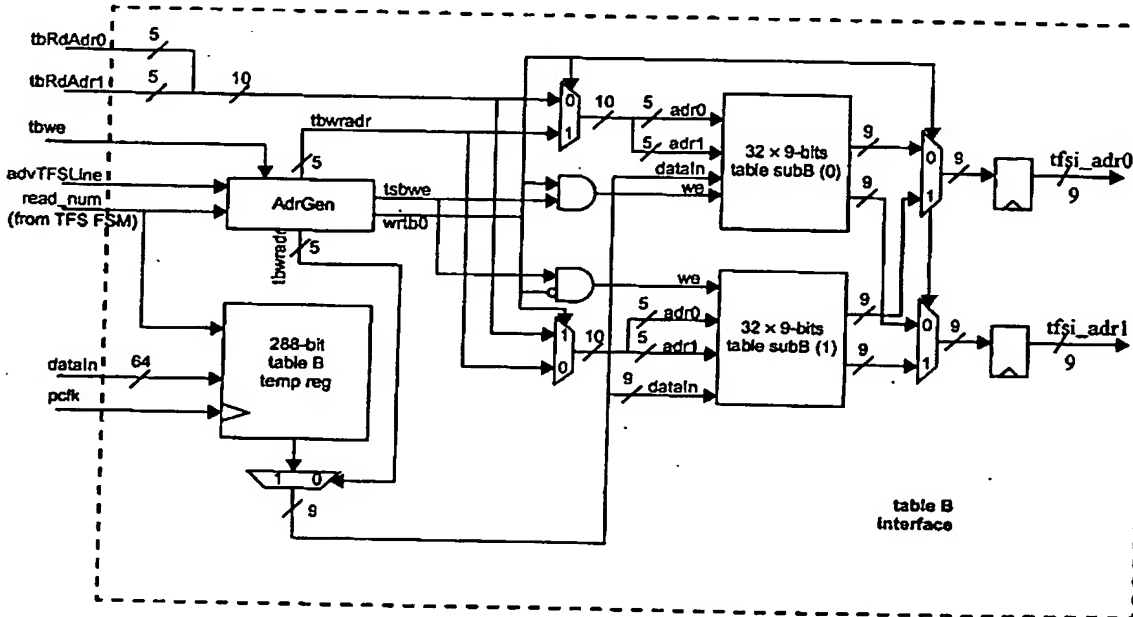 tbRdAdr0
5
tbRdAdr1
5
10
tbwe
tbwradr
5
advTFSLine
read_num
(from TFS FSM)
AdrGen
tsbwe
wrtb0
tbwradr
5
0
1
10
5
adr0
5
adr1
dataIn
we
32 × 9-bits
table subB (0)
9
9
0
1
9
tfsi_adr0
9
288-bit
table B
temp reg
dataIn
64
pclk
1
0
9
1
0
10
we
5
adr0
5
adr1
9
dataIn
32 × 9-bits
table subB (1)
9
9
0
1
9
tfsi_adr1
9
table B
interface